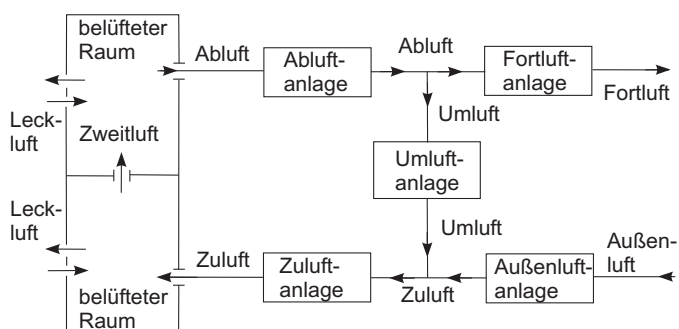 belüfteter
Raum
Abluft
Abluft-
anlage
Abluft
Fortluft-
anlage
Fortluft
Leck-
luft
Zweitluft
Umluft
Umluft-
anlage
Leck-
luft
Umluft
Zuluft
Zuluft-
anlage
Zuluft
Außenluft-
anlage
Außen-
luft
belüfteter
Raum